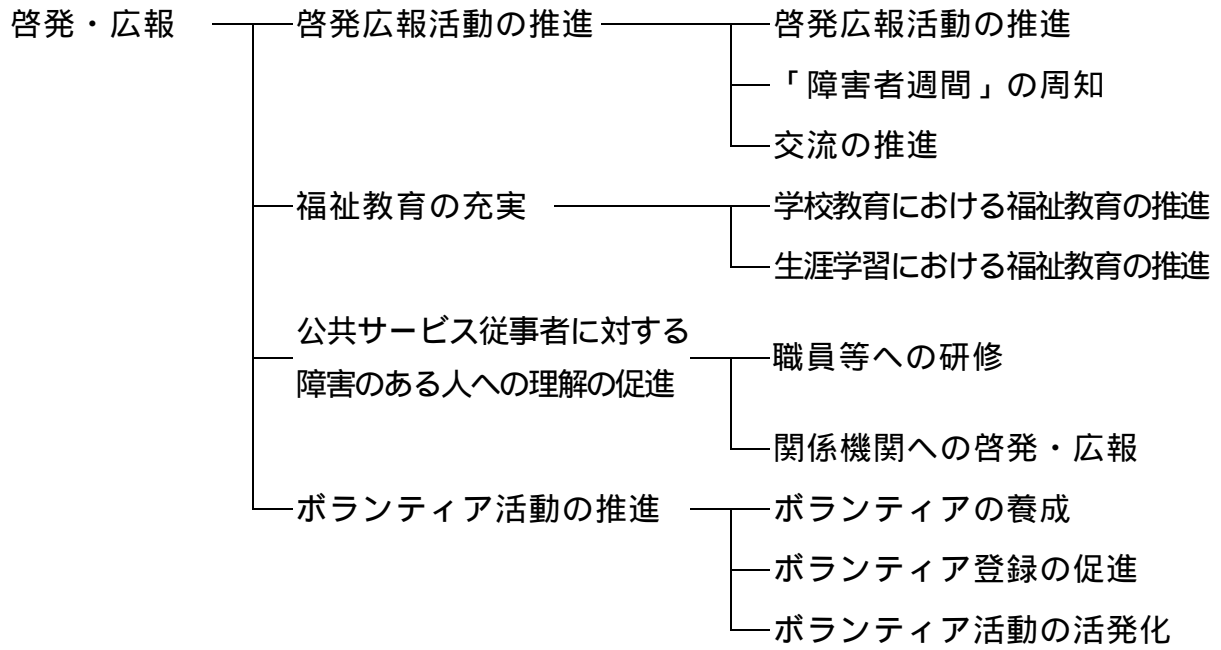 啓発・広報
啓発広報活動の推進
啓発広報活動の推進
「障害者週間」の周知
交流の推進
福祉教育の充実
学校教育における福祉教育の推進
生涯学習における福祉教育の推進
公共サービス従事者に対する
障害のある人への理解の促進
職員等への研修
関係機関への啓発・広報
ボランティア活動の推進
ボランティアの養成
ボランティア登録の促進
ボランティア活動の活発化